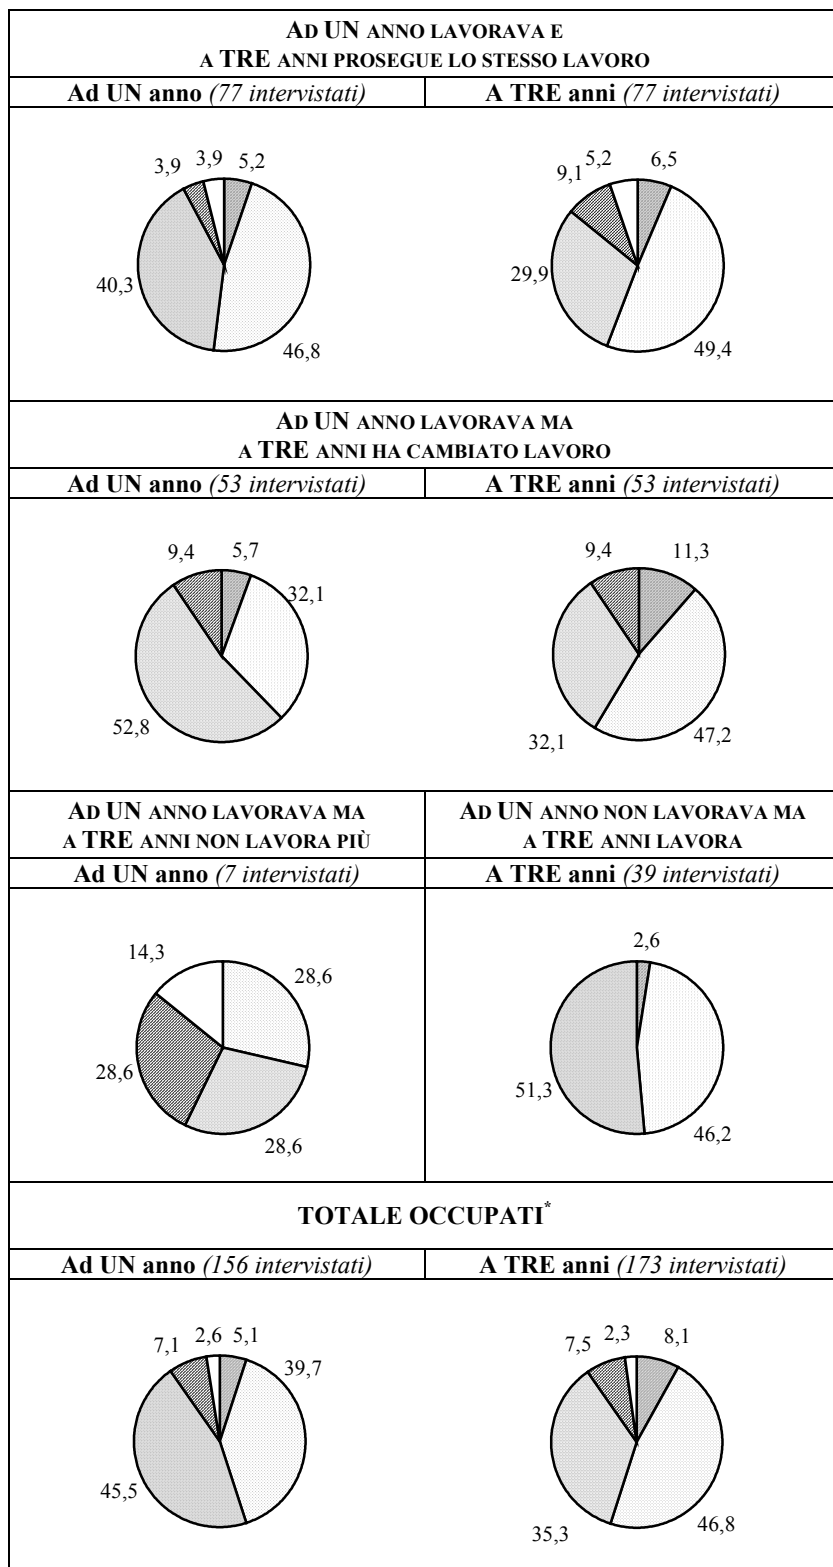 AD UN ANNO LAVORAVA E
A TRE ANNI PROSEGUE LO STESSO LAVORO
Ad UN anno (77 intervistati)
A TRE anni (77 intervistati)
3,9
3,9
5,2
40,3
46,8
9,1
5,2
6,5
29,9
49,4
AD UN ANNO LAVORAVA MA
A TRE ANNI HA CAMBIATO LAVORO
Ad UN anno (53 intervistati)
A TRE anni (53 intervistati)
9,4
5,7
32,1
52,8
9,4
11,3
32,1
47,2
AD UN ANNO LAVORAVA MA
A TRE ANNI NON LAVORA PIÙ
AD UN ANNO NON LAVORAVA MA
A TRE ANNI LAVORA
Ad UN anno (7 intervistati)
A TRE anni (39 intervistati)
14,3
28,6
28,6
28,6
2,6
51,3
46,2
TOTALE OCCUPATI*
Ad UN anno (156 intervistati)
A TRE anni (173 intervistati)
7,1
2,6
5,1
39,7
45,5
7,5
2,3
8,1
35,3
46,8